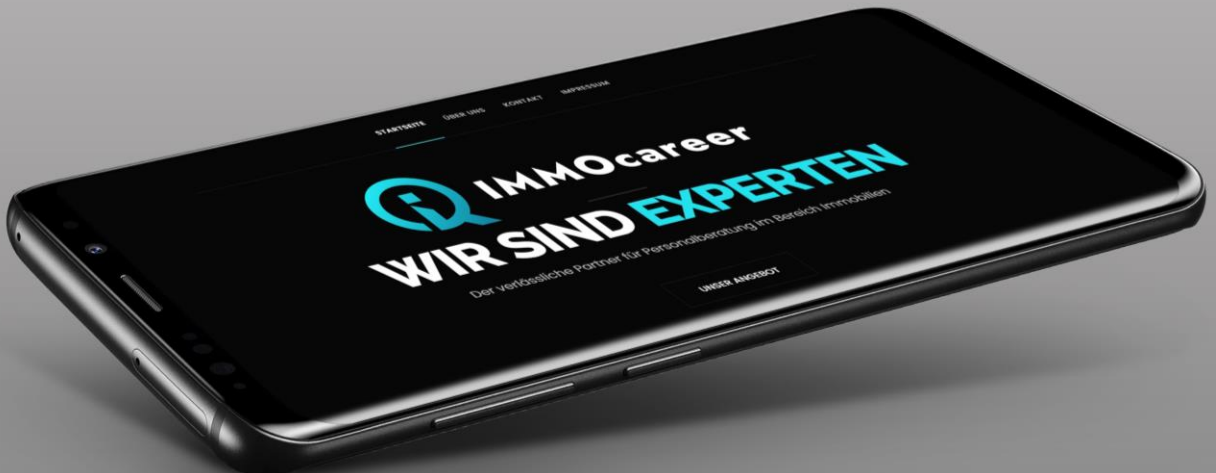 STARTSEITE ÜBER UNS KONTAKT IMPRESSUM
IMMOcareer
WIR SIND EXPERTEN
Der verlässliche Partner für Personalberatung im Bereich Immobilien
UNSER ANGEBOT